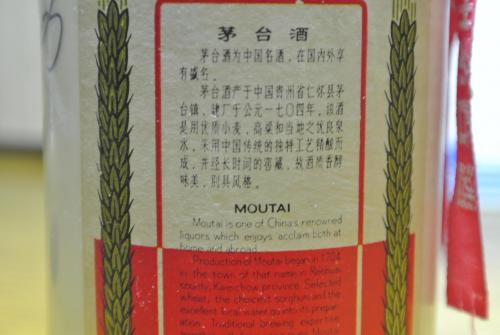 茅台酒
茅台酒为中国名酒，在国内外享
有盛名。
茅台酒产于中国贵州省仁怀县茅
台镇，建厂于公元一七〇四年，该酒
是用优质小麦，高粱和当地之优良泉
水，采用中国传统的独特工艺精酿而
成，并经长时间的窖藏，故酒质香醇
味美，别具风格。
MOUTAI
Moutai is one of China's renowned
liquors which enjoys acclaim both at
home and abroad.
Production of Moutai began in 1704
in the town of that name in Renhuai
county, Kweichow province. Selected
wheat, the choicest sorghum and the
excellent local water go into its prepar-
ation. Traditional brewing expertise